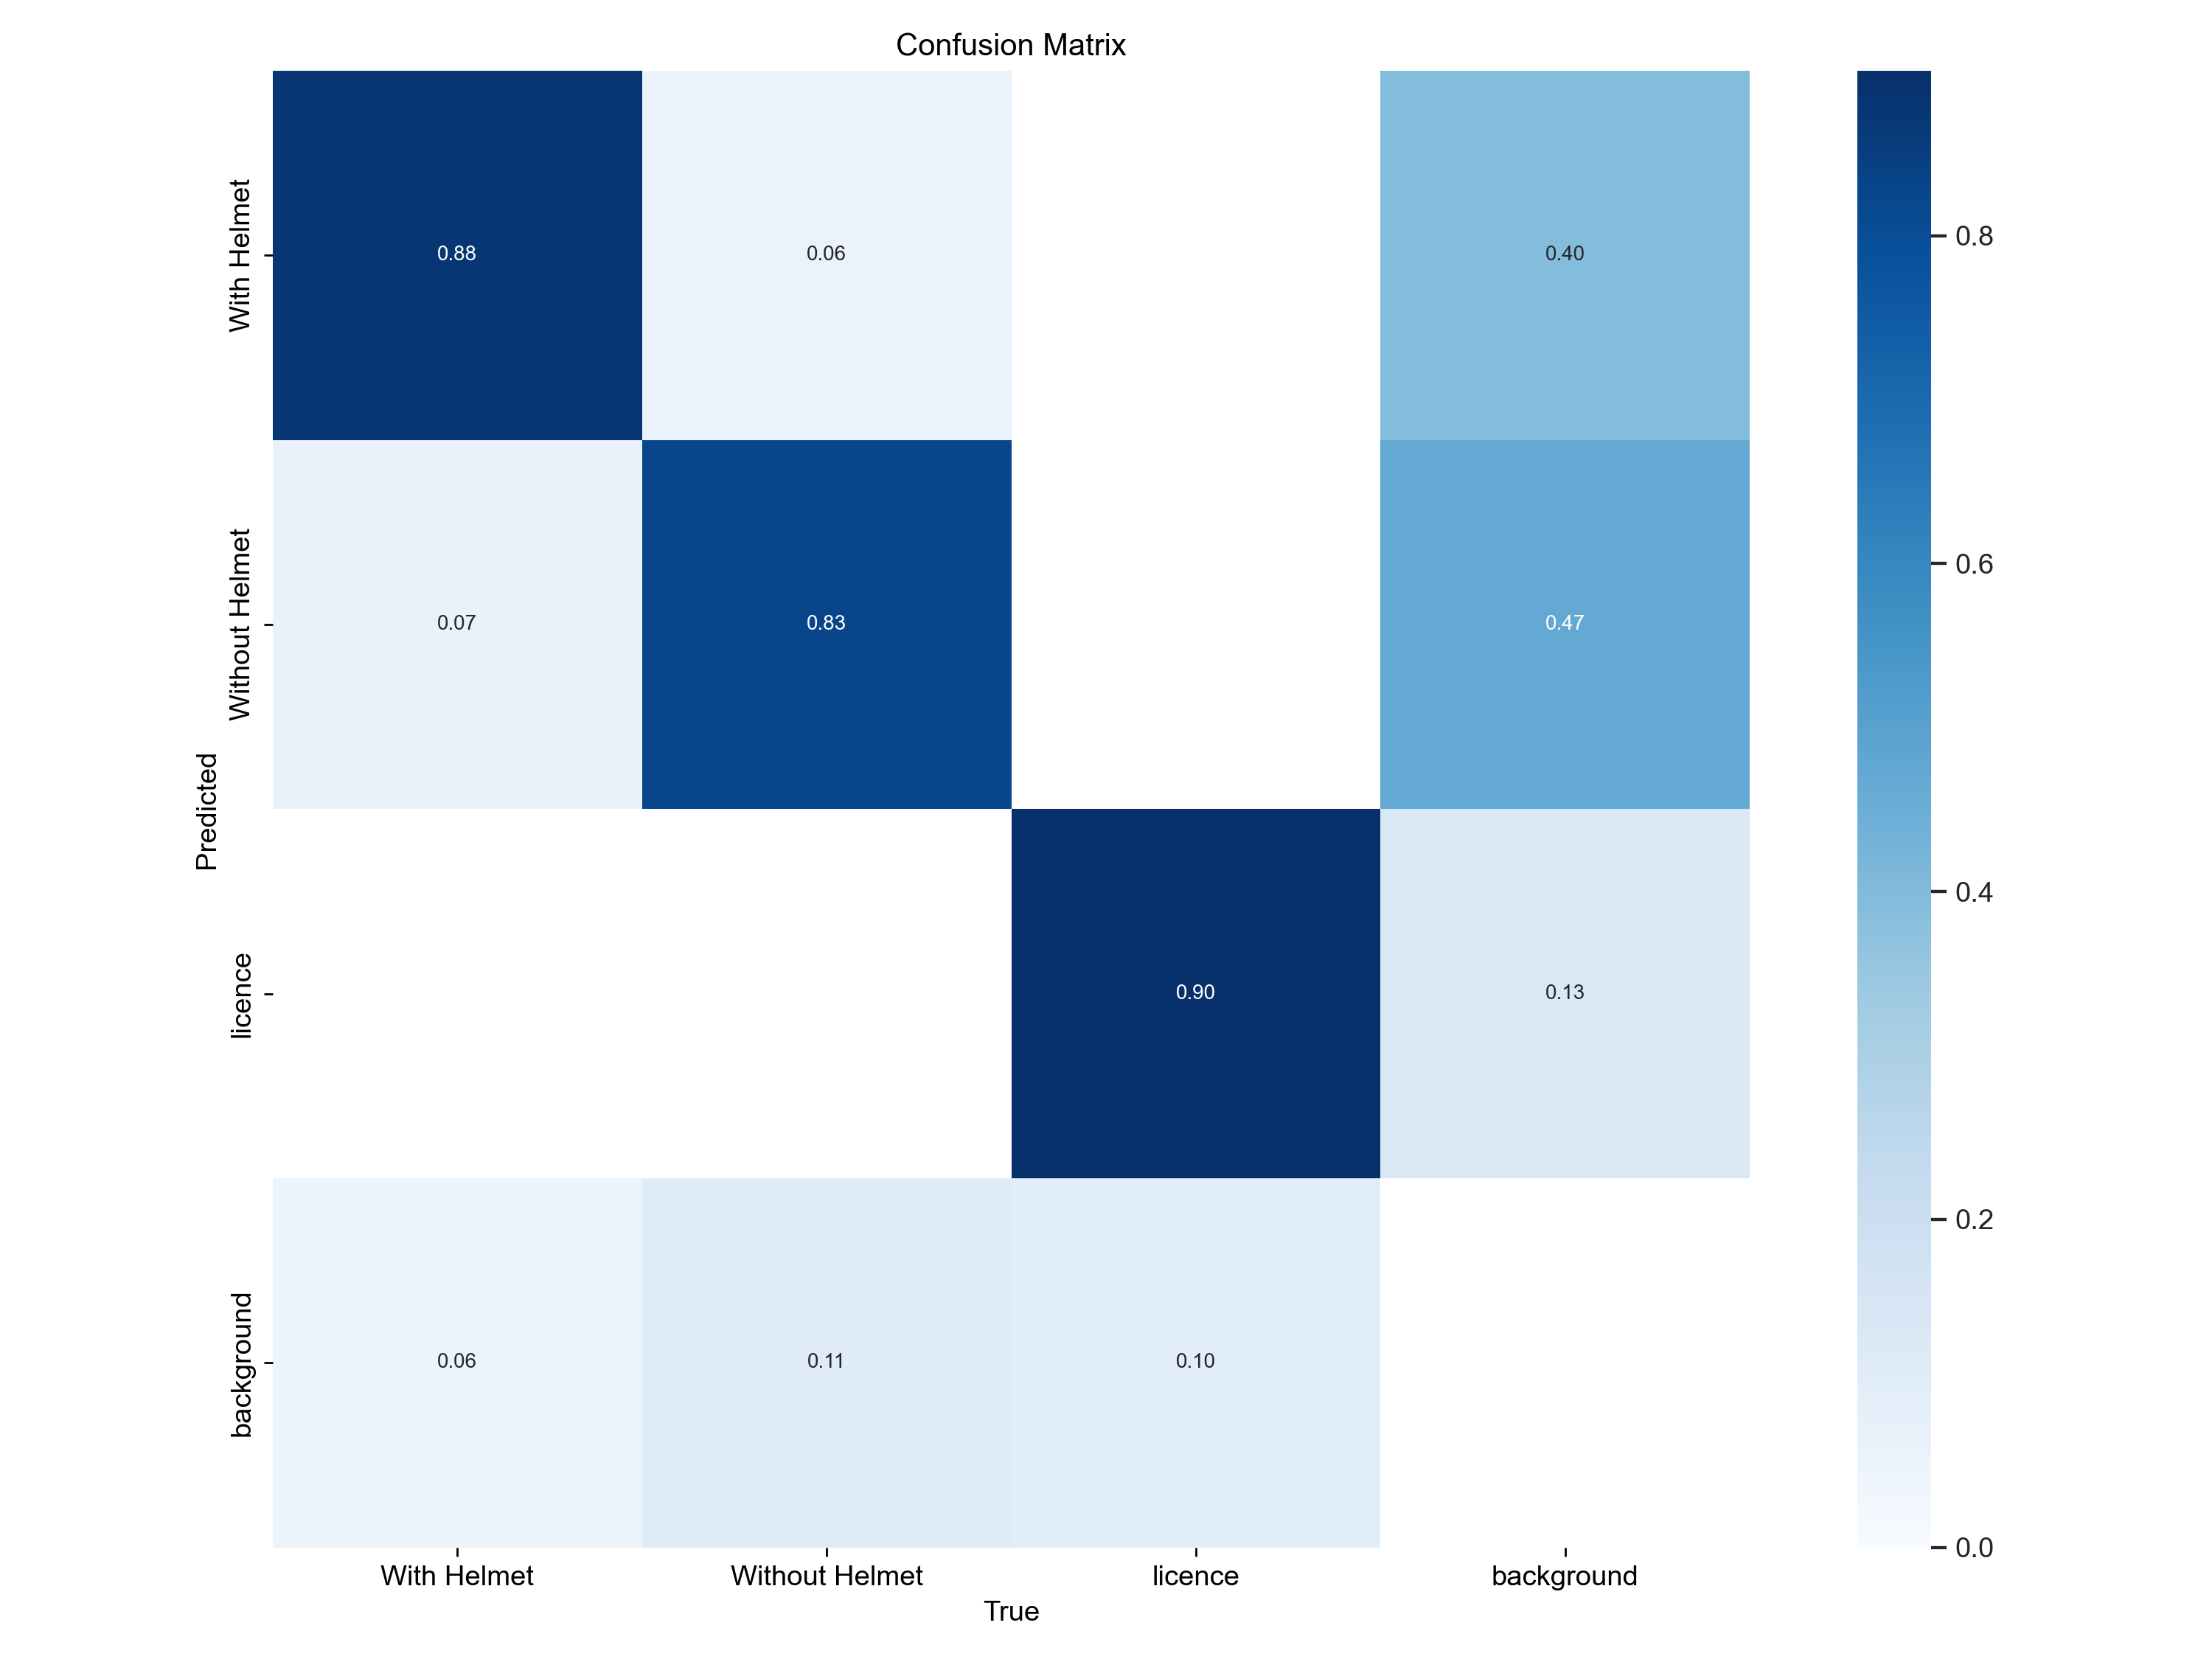 Confusion Matrix
With Helmet
0.88
0.06
0.40
0.8
Without Helmet
0.07
0.83
0.47
0.6
Predicted
0.4
licence
0.90
0.13
0.2
background
0.06
0.11
0.10
0.0
With Helmet
Without Helmet
licence
background
True